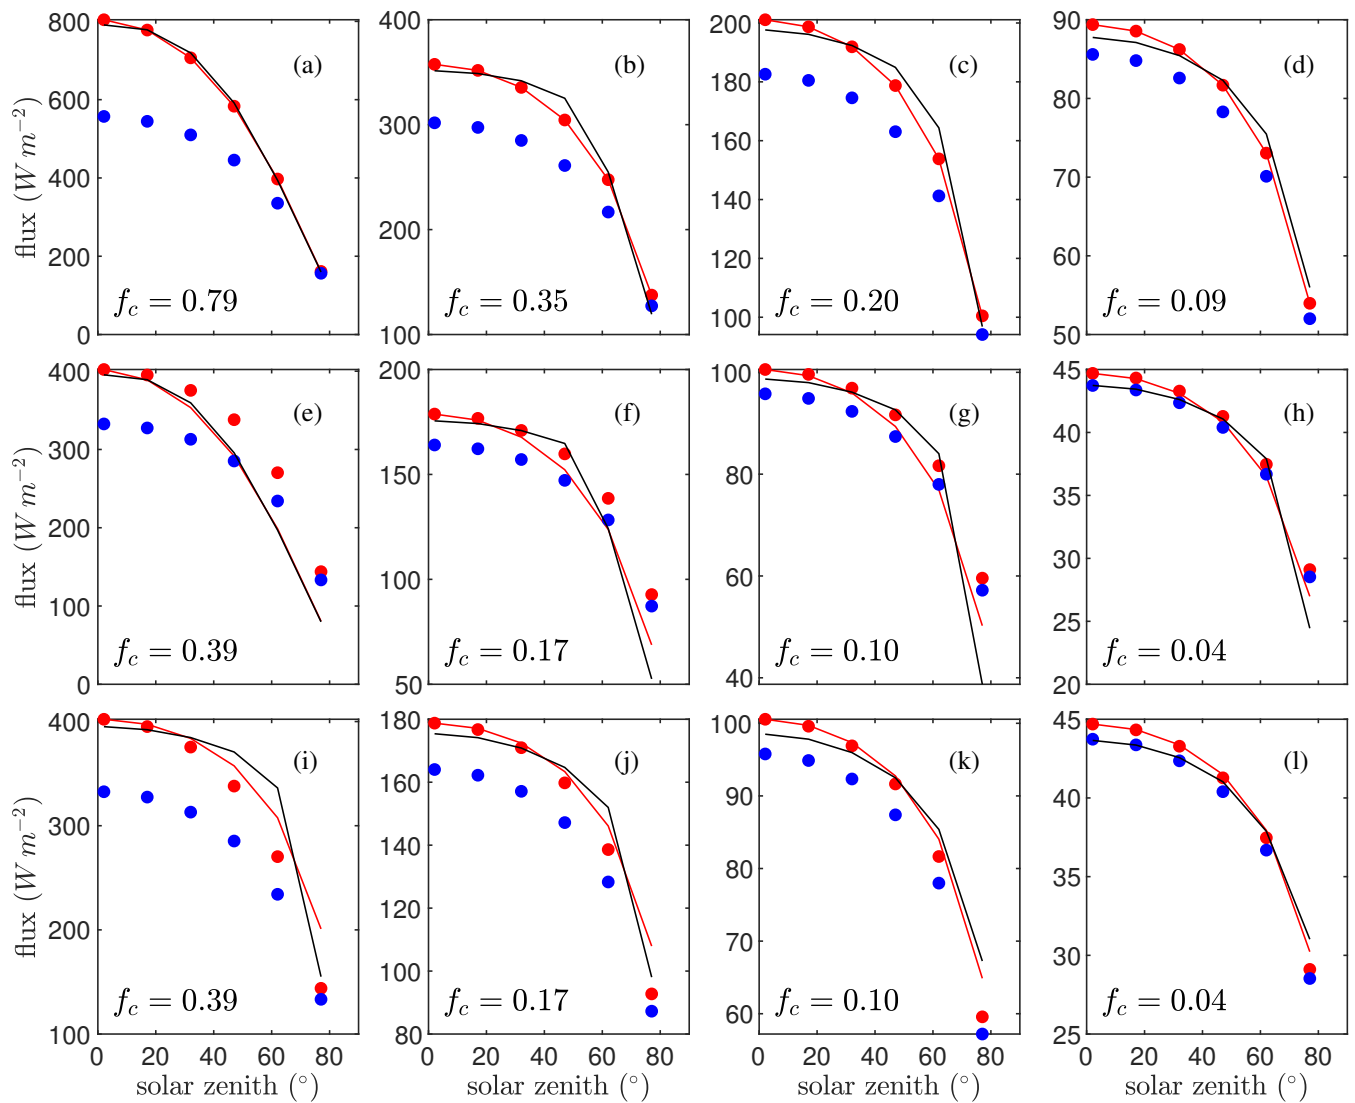 800
600
400
200
0
flux (W m⁻²)
(a)
f_c = 0.79
400
300
200
100
(b)
f_c = 0.35
200
180
160
140
120
100
(c)
f_c = 0.20
90
80
70
60
50
(d)
f_c = 0.09
400
300
200
100
0
flux (W m⁻²)
(e)
f_c = 0.39
200
150
100
50
(f)
f_c = 0.17
100
80
60
40
(g)
f_c = 0.10
45
40
35
30
25
20
(h)
f_c = 0.04
400
300
200
100
flux (W m⁻²)
(i)
f_c = 0.39
0 20 40 60 80
solar zenith (°)
180
160
140
120
100
80
(j)
f_c = 0.17
0 20 40 60 80
solar zenith (°)
100
90
80
70
60
(k)
f_c = 0.10
0 20 40 60 80
solar zenith (°)
45
40
35
30
25
(l)
f_c = 0.04
0 20 40 60 80
solar zenith (°)